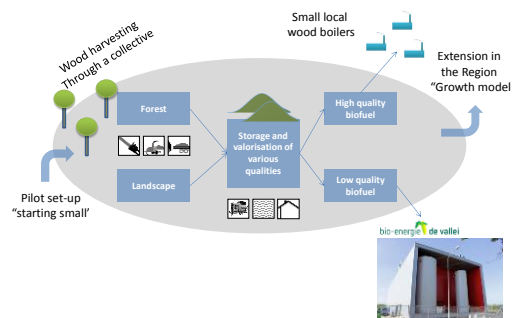 Small local
wood boilers
Wood harvesting
Through a collective
Extension in
the Region
“Growth model
Forest
High quality
biofuel
Storage and
valorisation of
various
qualities
Landscape
Low quality
biofuel
Pilot set-up
“starting small’
bio-energie de vallei